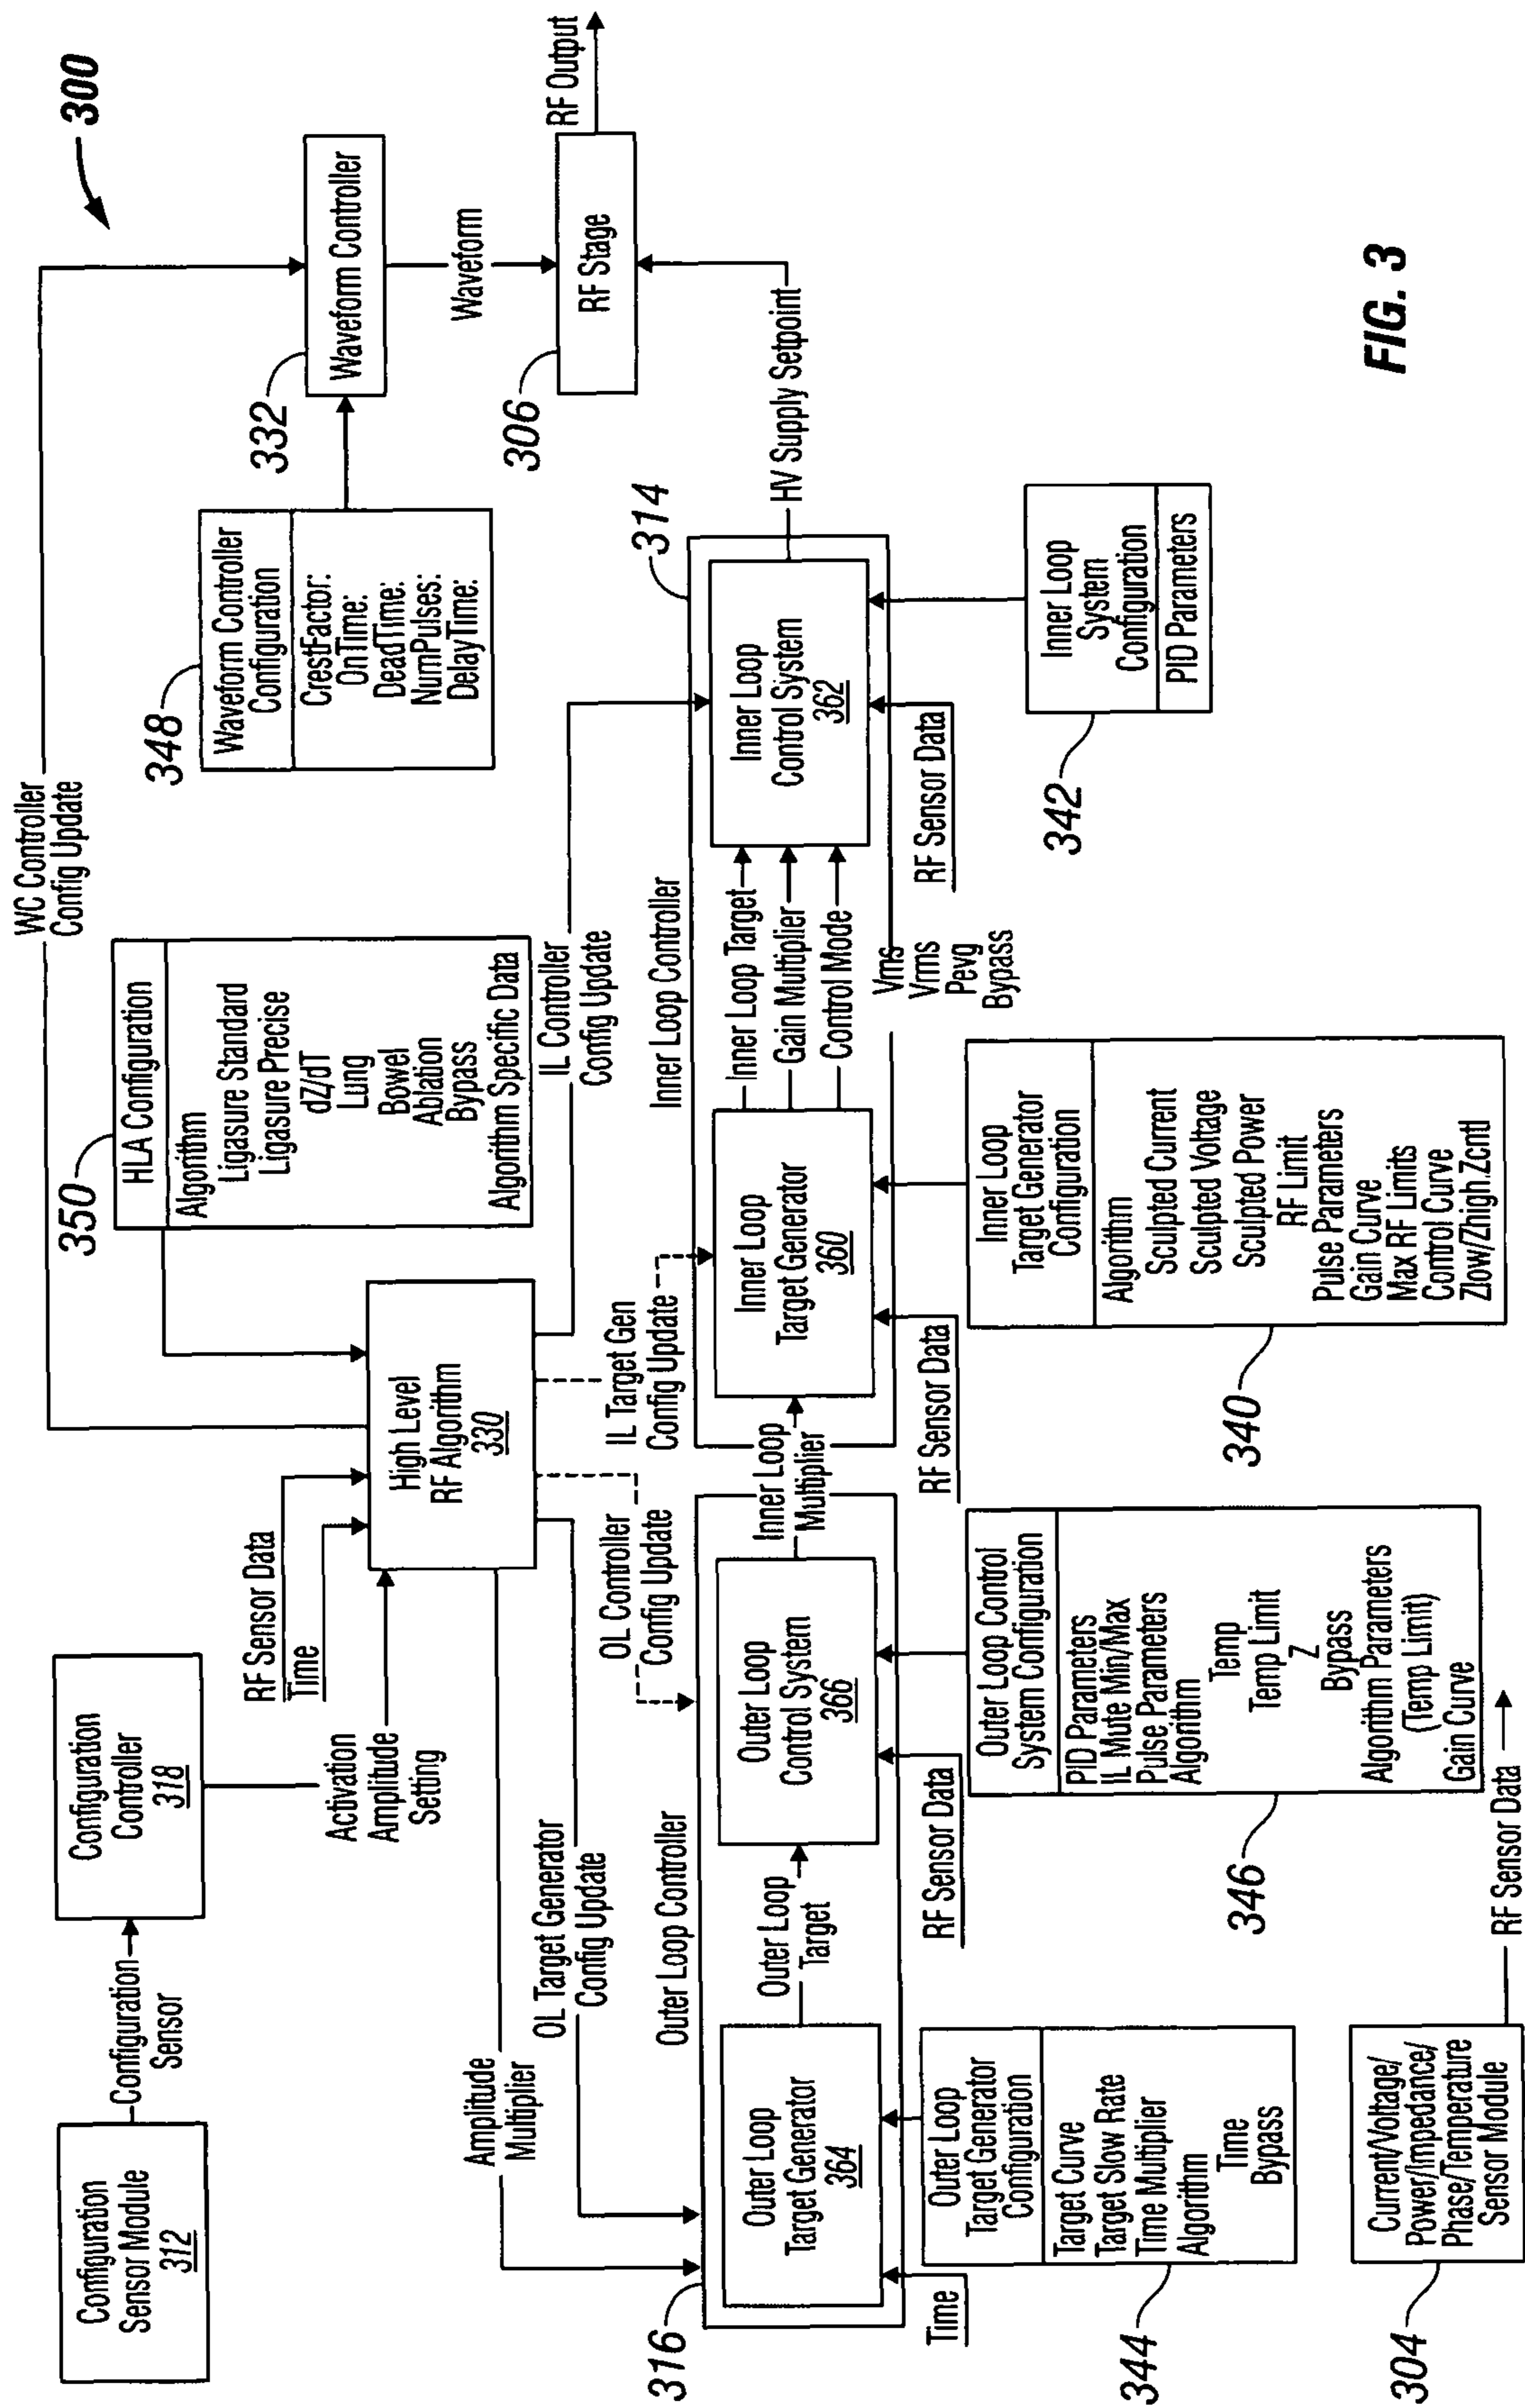 300
WC Controller
Config Update
350
HLA Configuration
Algorithm
Ligasure Standard
Ligasure Precise
dZ/dT
Lung
Bowel
Ablation
Bypass
Algorithm Specific Data
348
Waveform Controller
Configuration
CrestFactor:
OnTime:
DeadTime:
NumPulses:
DelayTime:
332
Waveform Controller
Waveform
306
RF Stage
RF Output
HV Supply Setpoint
Configuration
Sensor Module
312
Configuration
Sensor
Configuration
Controller
318
Activation
Amplitude
Setting
RF Sensor Data
Time
High Level
RF Algorithm
330
Amplitude
Multiplier
OL Target Generator
Config Update
OL Controller
Config Update
IL Target Gen
Config Update
IL Controller
Config Update
316
Outer Loop Controller
Outer Loop
Target Generator
364
Outer Loop
Target
Outer Loop
Control System
366
Inner Loop
Multiplier
Inner Loop Controller
314
Inner Loop
Target Generator
360
Inner Loop Target
Gain Multiplier
Control Mode
Inner Loop
Control System
362
Time
RF Sensor Data
RF Sensor Data
Vms
Vrms
Pevg
Bypass
RF Sensor Data
344
Outer Loop
Target Generator
Configuration
Target Curve
Target Slow Rate
Time Multiplier
Algorithm
Time
Bypass
346
Outer Loop Control
System Configuration
PID Parameters
IL Mute Min/Max
Pulse Parameters
Algorithm
Temp
Temp Limit
Z
Bypass
Algorithm Parameters
(Temp Limit)
Gain Curve
340
Inner Loop
Target Generator
Configuration
Algorithm
Sculpted Current
Sculpted Voltage
Sculpted Power
RF Limit
Pulse Parameters
Gain Curve
Max RF Limits
Control Curve
Zlow/Zhigh.Zcntl
342
Inner Loop
System
Configuration
PID Parameters
304
Current/Voltage/
Power/Impedance/
Phase/Temperature
Sensor Module
RF Sensor Data
FIG. 3